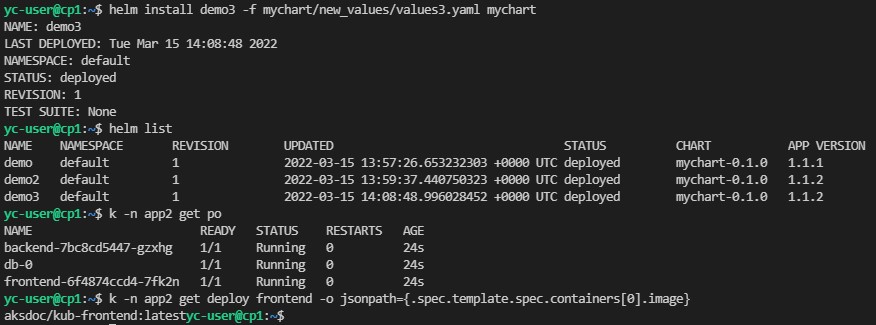 yc-user@cp1:~$ helm install demo3 -f mychart/new_values/values3.yaml mychart
NAME: demo3
LAST DEPLOYED: Tue Mar 15 14:08:48 2022
NAMESPACE: default
STATUS: deployed
REVISION: 1
TEST SUITE: None
yc-user@cp1:~$ helm list
NAME NAMESPACE REVISION UPDATED STATUS CHART APP VERSION
demo default 1 2022-03-15 13:57:26.653232303 +0000 UTC deployed mychart-0.1.0 1.1.1
demo2 default 1 2022-03-15 13:59:37.440750323 +0000 UTC deployed mychart-0.1.0 1.1.2
demo3 default 1 2022-03-15 14:08:48.996028452 +0000 UTC deployed mychart-0.1.0 1.1.2
yc-user@cp1:~$ k -n app2 get po
NAME READY STATUS RESTARTS AGE
backend-7bc8cd5447-gzxhg 1/1 Running 0 24s
db-0 1/1 Running 0 24s
frontend-6f4874ccd4-7fk2n 1/1 Running 0 24s
yc-user@cp1:~$ k -n app2 get deploy frontend -o jsonpath={.spec.template.spec.containers[0].image}
aksdoc/kub-frontend:latestyc-user@cp1:~$